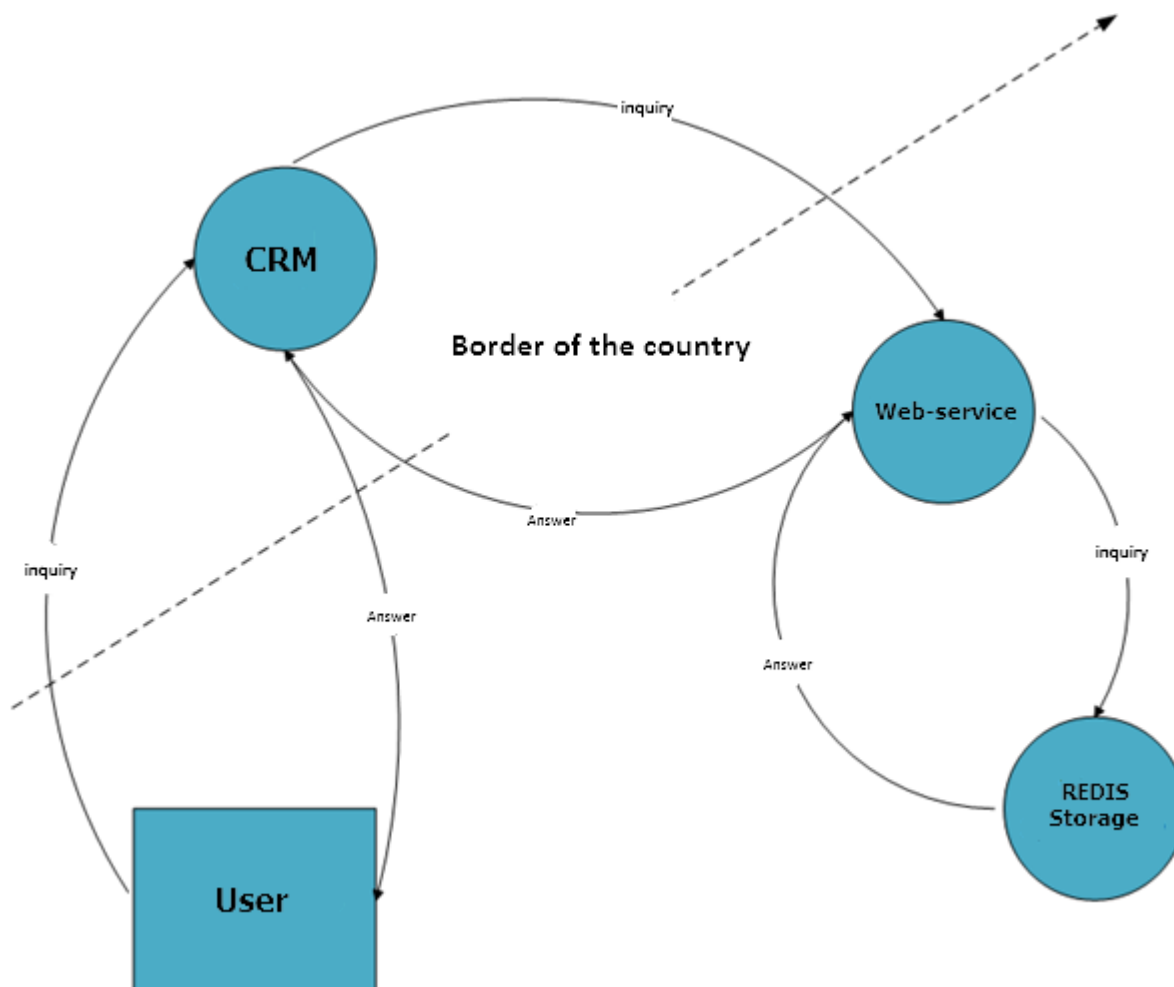 inquiry
CRM
Border of the country
Web-service
Answer
inquiry
inquiry
Answer
Answer
REDIS
Storage
User